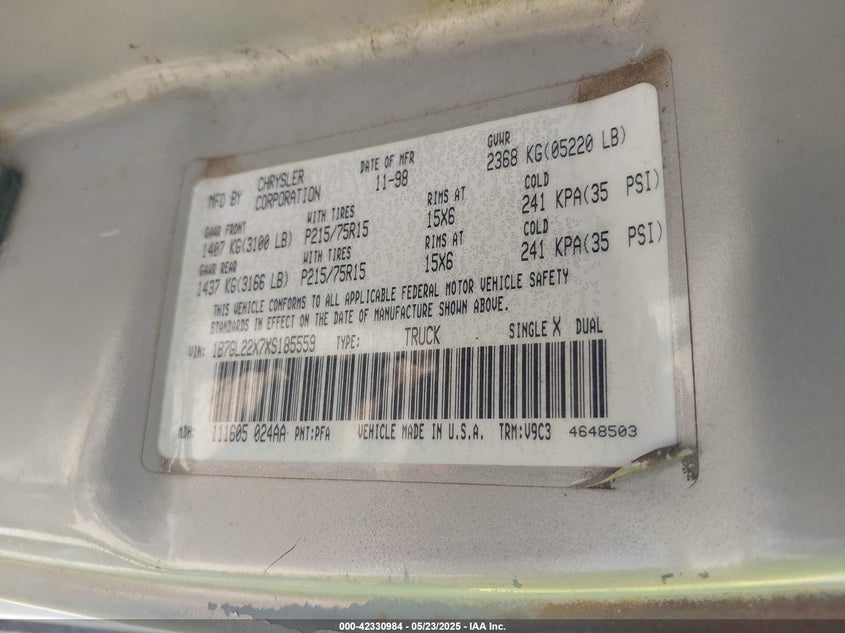 MFD BY CHRYSLER CORPORATION DATE OF MFR 11-98 GVWR 2368 KG(05220 LB)
GAWR FRONT WITH TIRES RIMS AT COLD
1407 KG(3100 LB) P215/75R15 15X6 241 KPA(35 PSI)
GAWR REAR WITH TIRES RIMS AT COLD
1437 KG(3166 LB) P215/75R15 15X6 241 KPA(35 PSI)
THIS VEHICLE CONFORMS TO ALL APPLICABLE FEDERAL MOTOR VEHICLE SAFETY
STANDARDS IN EFFECT ON THE DATE OF MANUFACTURE SHOWN ABOVE.
VIN: 1B7GL22X7XS185559 TYPE: TRUCK SINGLE X DUAL
MDH: 111605 024AA PNT:PFA VEHICLE MADE IN U.S.A. TRM:V9C3 4648503
000-42330984 — 05/23/2025 — IAA Inc.